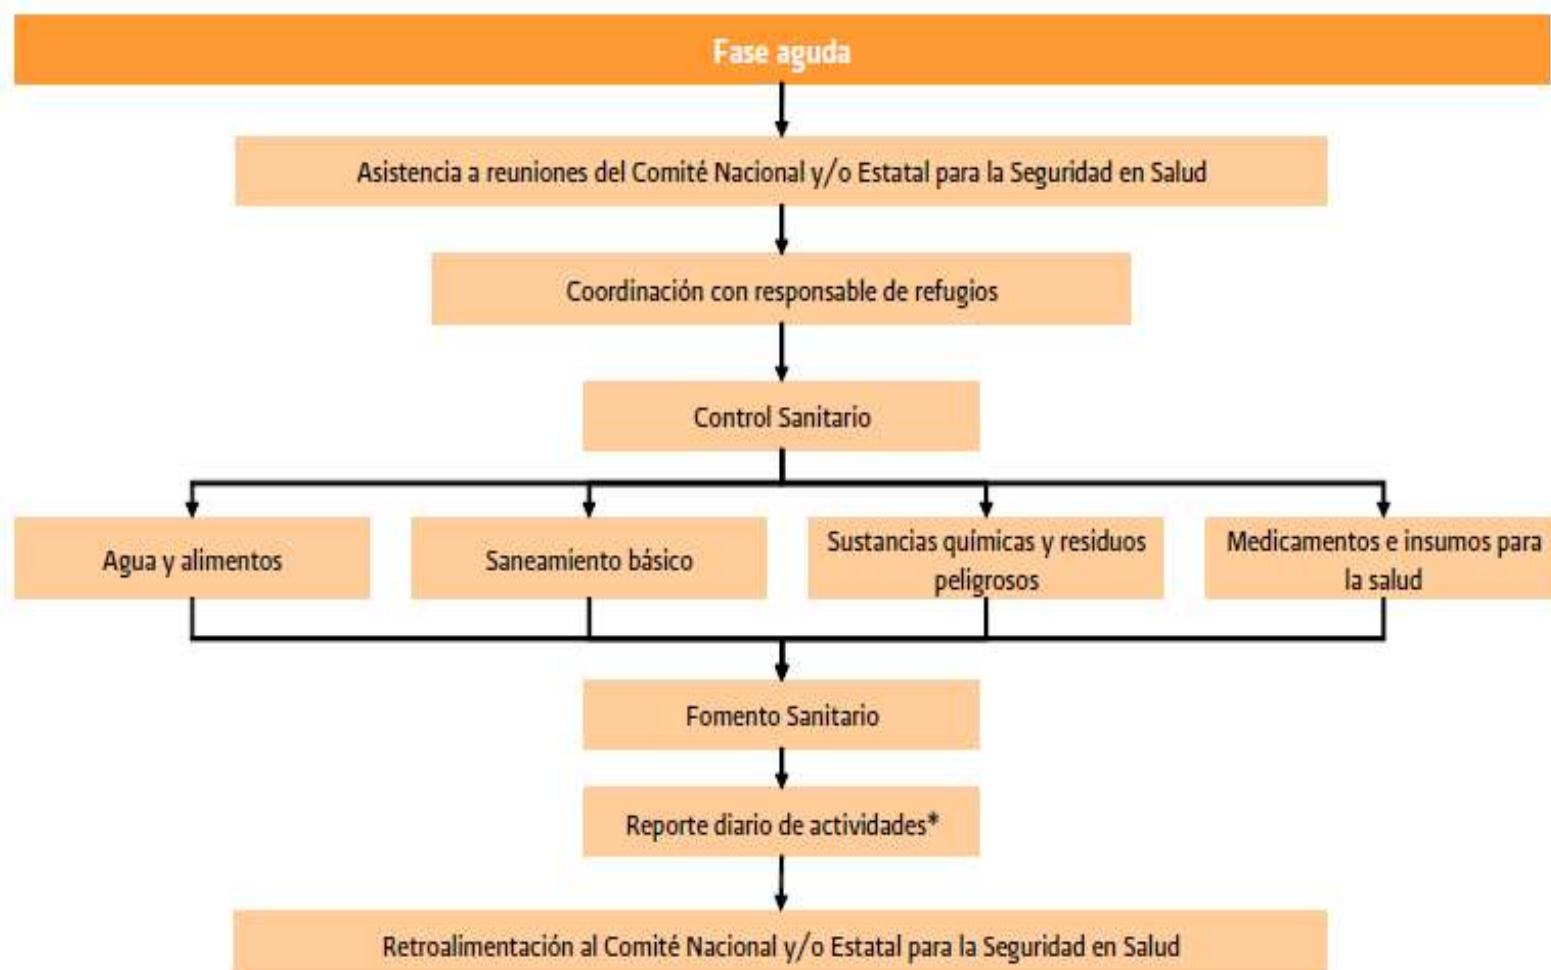 Fase aguda
Asistencia a reuniones del Comité Nacional y/o Estatal para la Seguridad en Salud
Coordinación con responsable de refugios
Control Sanitario
Agua y alimentos
Saneamiento básico
Sustancias químicas y residuos
peligrosos
Medicamentos e insumos para
la salud
Fomento Sanitario
Reporte diario de actividades*
Retroalimentación al Comité Nacional y/o Estatal para la Seguridad en Salud